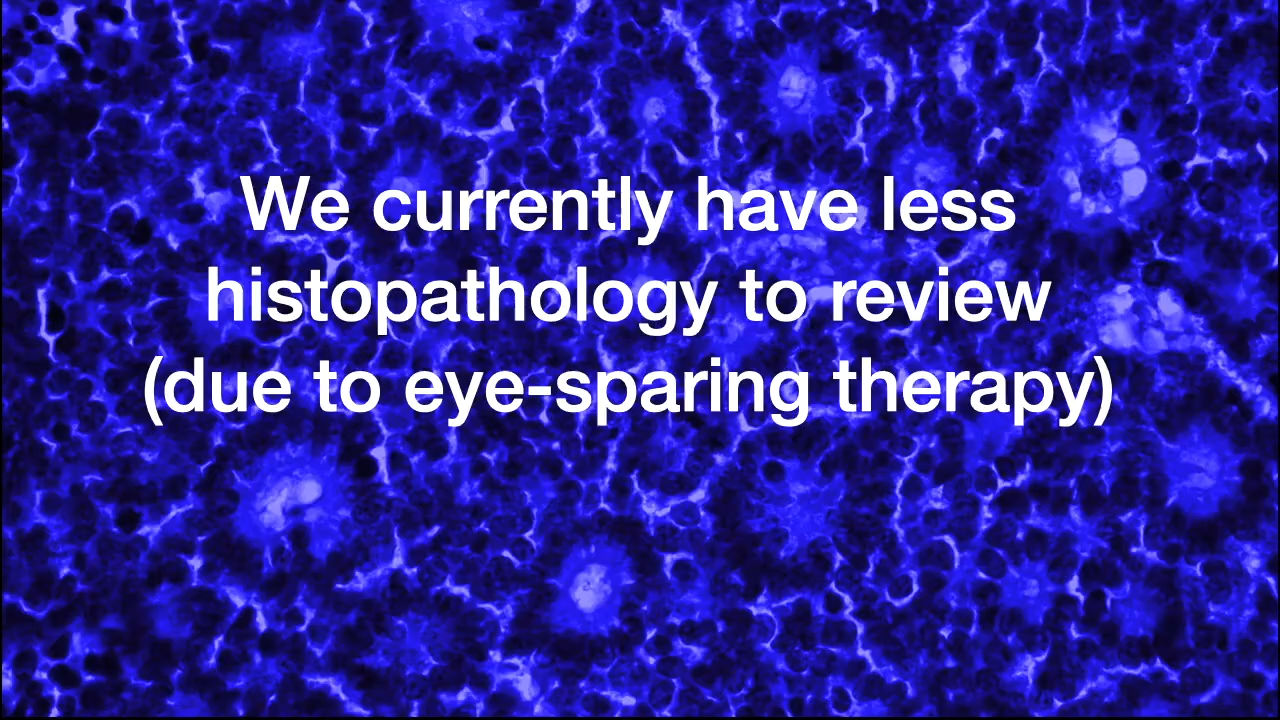 We currently have less
histopathology to review
(due to eye-sparing therapy)